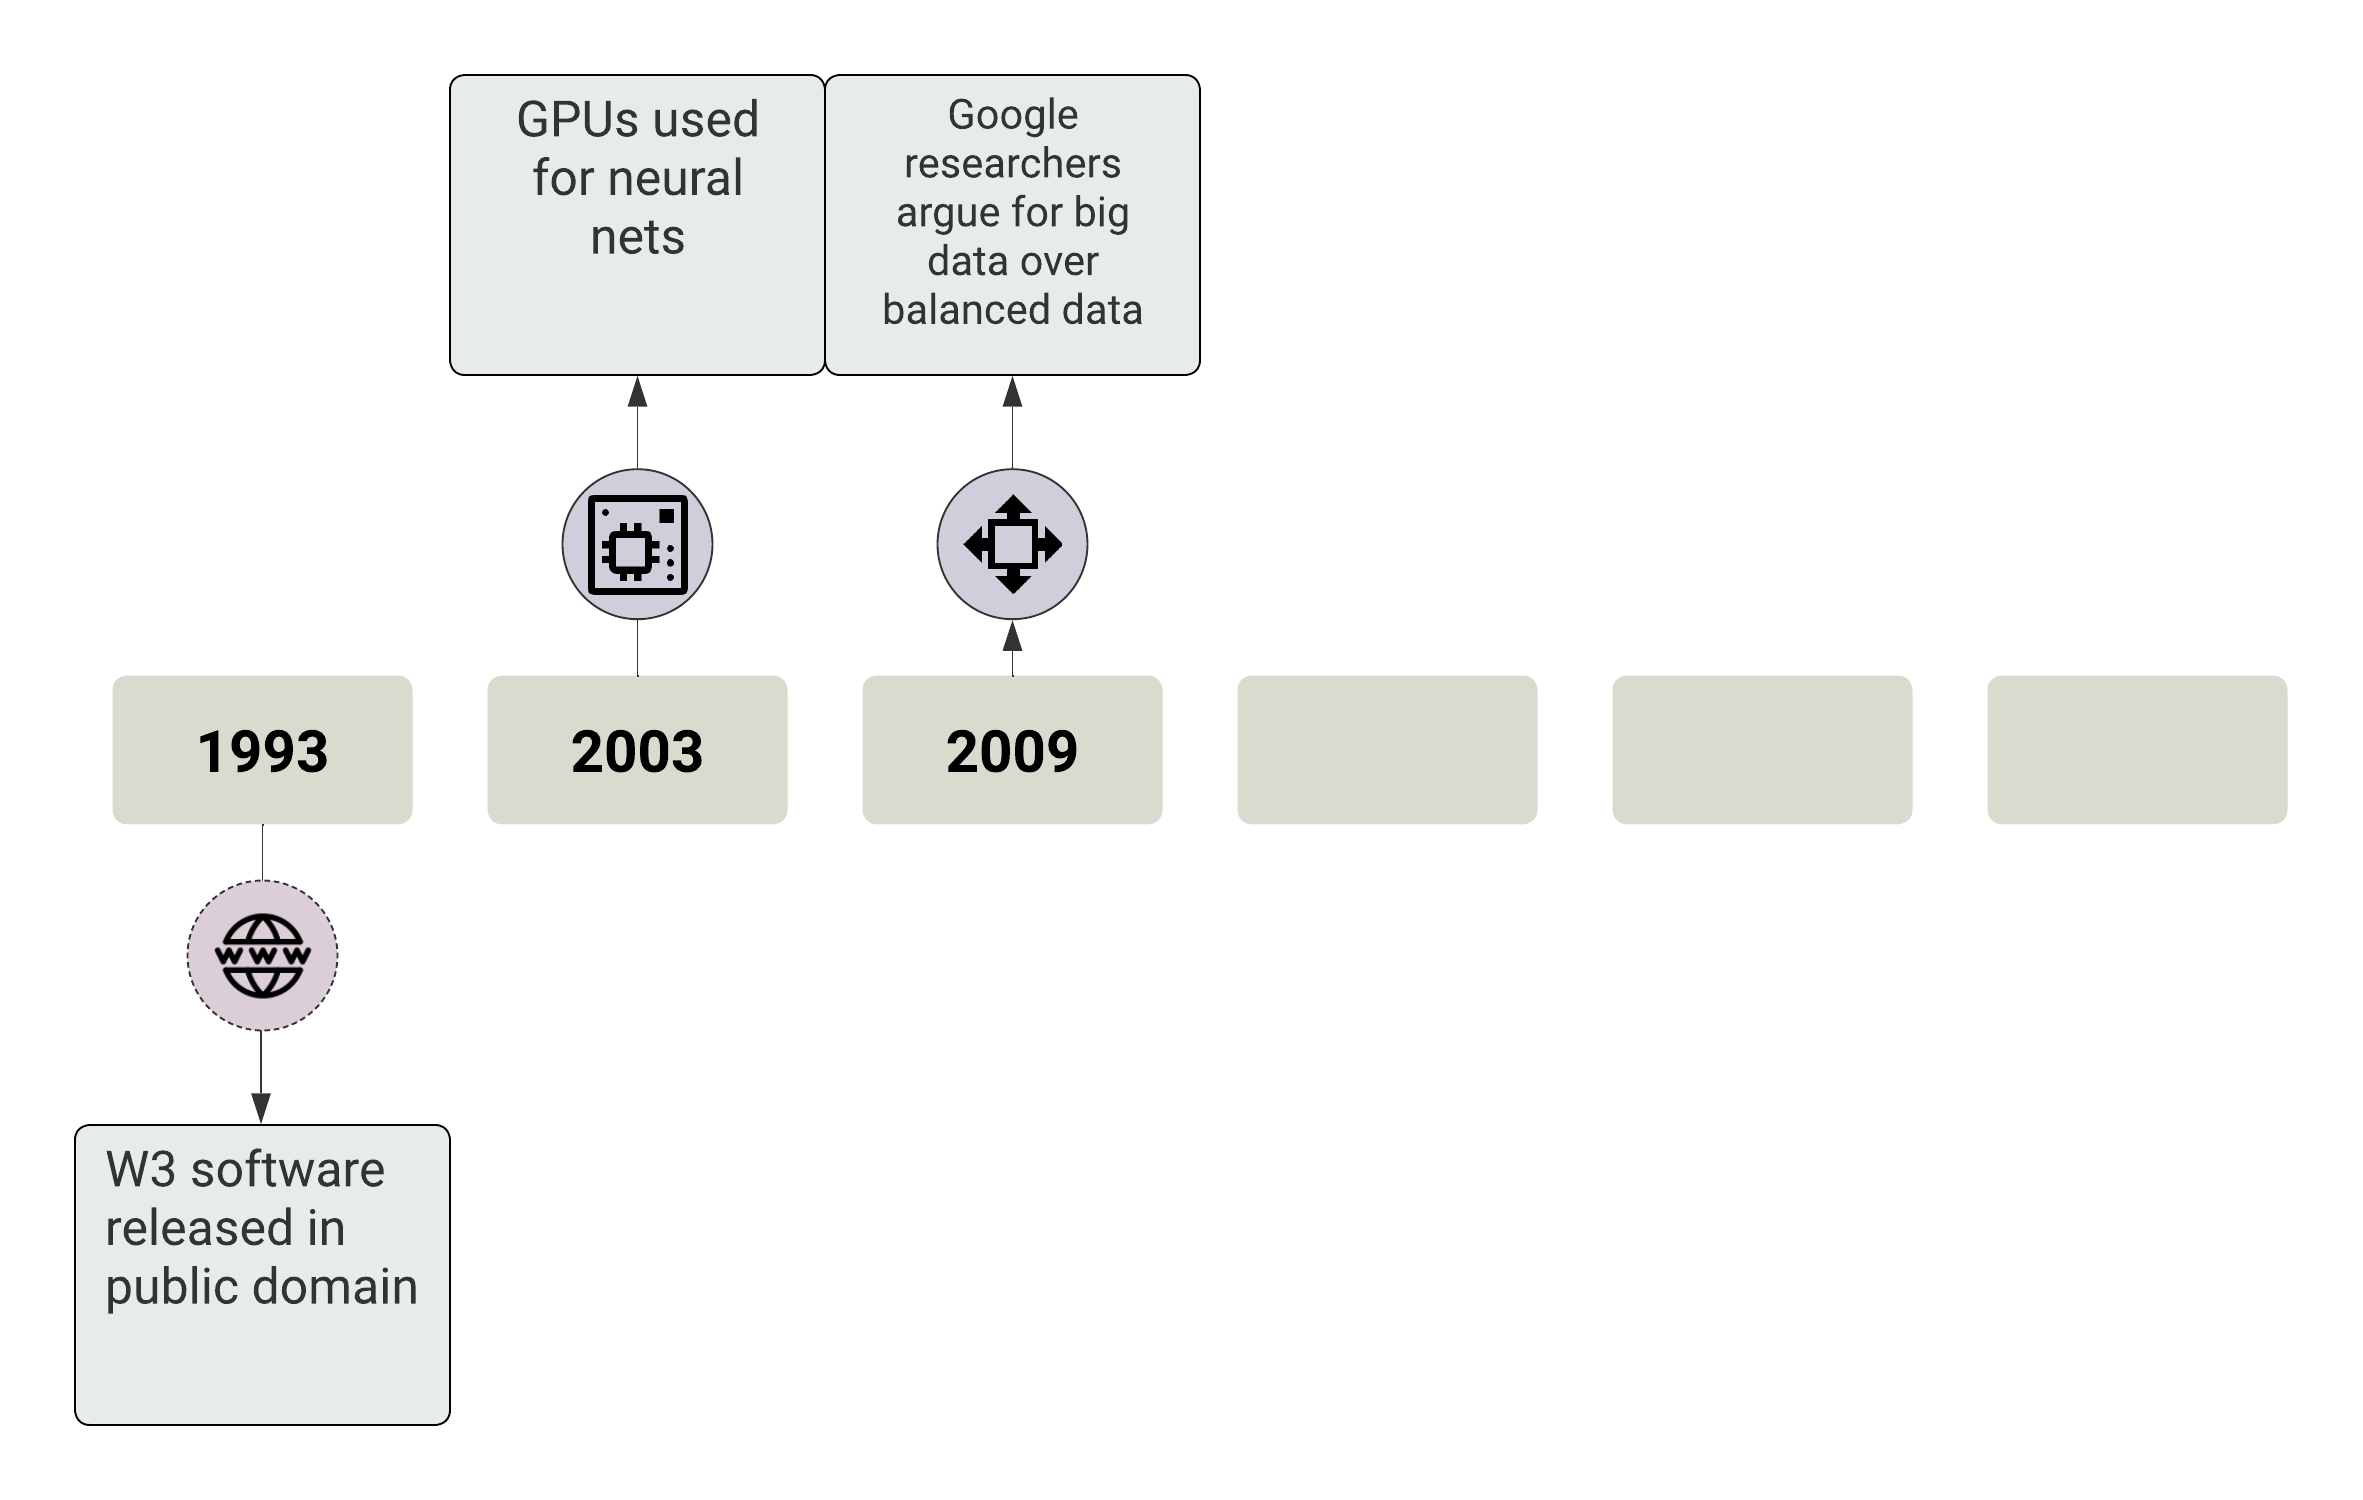 GPUs used
for neural
nets
Google
researchers
argue for big
data over
balanced data
1993
2003
2009
W W W
W3 software
released in
public domain